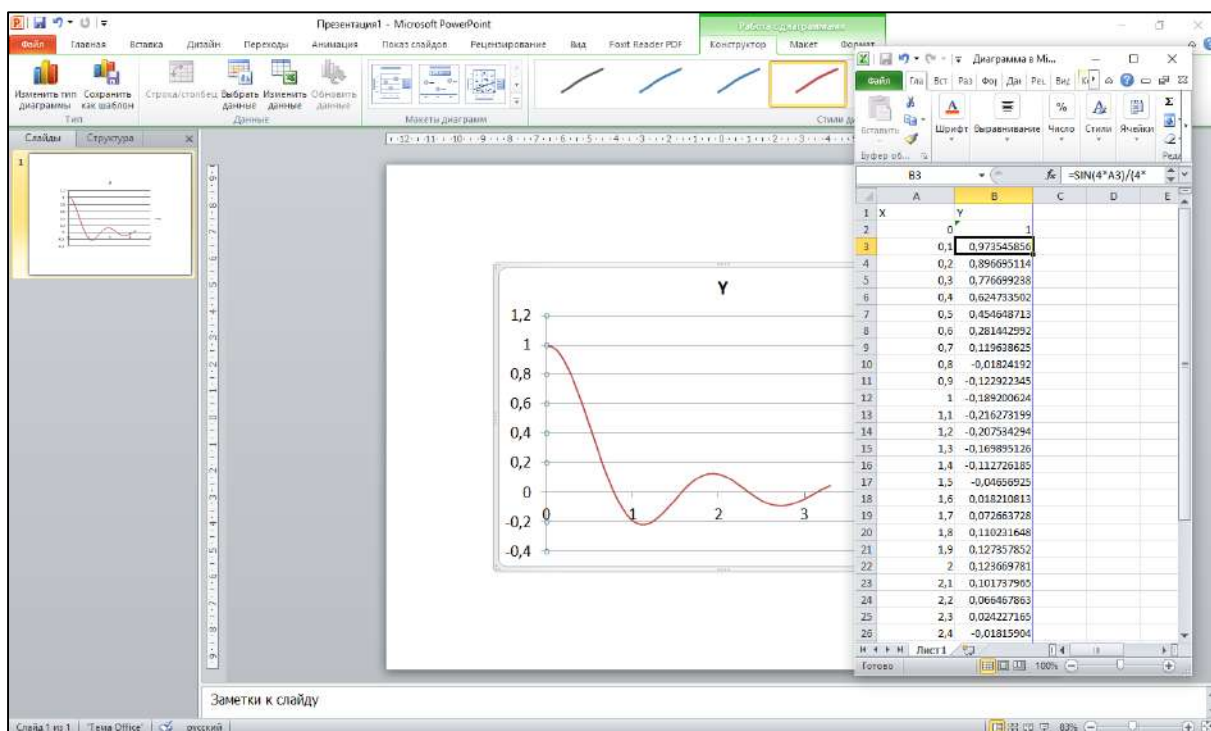 Презентация1 - Microsoft PowerPoint
Работа с диаграммами
Файл Главная Вставка Дизайн Переходы Анимация Показ слайдов Рецензирование Вид Foxit Reader PDF Конструктор Макет Формат
Изменить тип диаграммы
Сохранить как шаблон
Строка/столбец
Выбрать данные
Изменить данные
Обновить данные
Тип
Данные
Макеты диаграмм
Слайды Структура
1
Y
1,2
1
0,8
0,6
0,4
0,2
0
-0,2
-0,4
0 1 2 3
Заметки к слайду
Слайд 1 из 1 "Тема Office" русский
83%
Диаграмма в Mi...
Файл Гла Вст Раз Фор Дан Рец Вид
Вставить
Шрифт
Выравнивание
Число
Стили
Ячейки
Буфер об...
B3 fx =SIN(4*A3)/(4*
A B C D E
1 X Y
2 0 1
3 0,1 0,973545856
4 0,2 0,896695114
5 0,3 0,776699238
6 0,4 0,624733502
7 0,5 0,454648713
8 0,6 0,281442992
9 0,7 0,119638625
10 0,8 -0,01824192
11 0,9 -0,122922345
12 1 -0,189200624
13 1,1 -0,216273199
14 1,2 -0,207534294
15 1,3 -0,169895126
16 1,4 -0,112726185
17 1,5 -0,04656925
18 1,6 0,018210813
19 1,7 0,072663728
20 1,8 0,110231648
21 1,9 0,127357852
22 2 0,123669781
23 2,1 0,101737965
24 2,2 0,066467863
25 2,3 0,024227165
26 2,4 -0,01815904
Лист1
Готово
100%